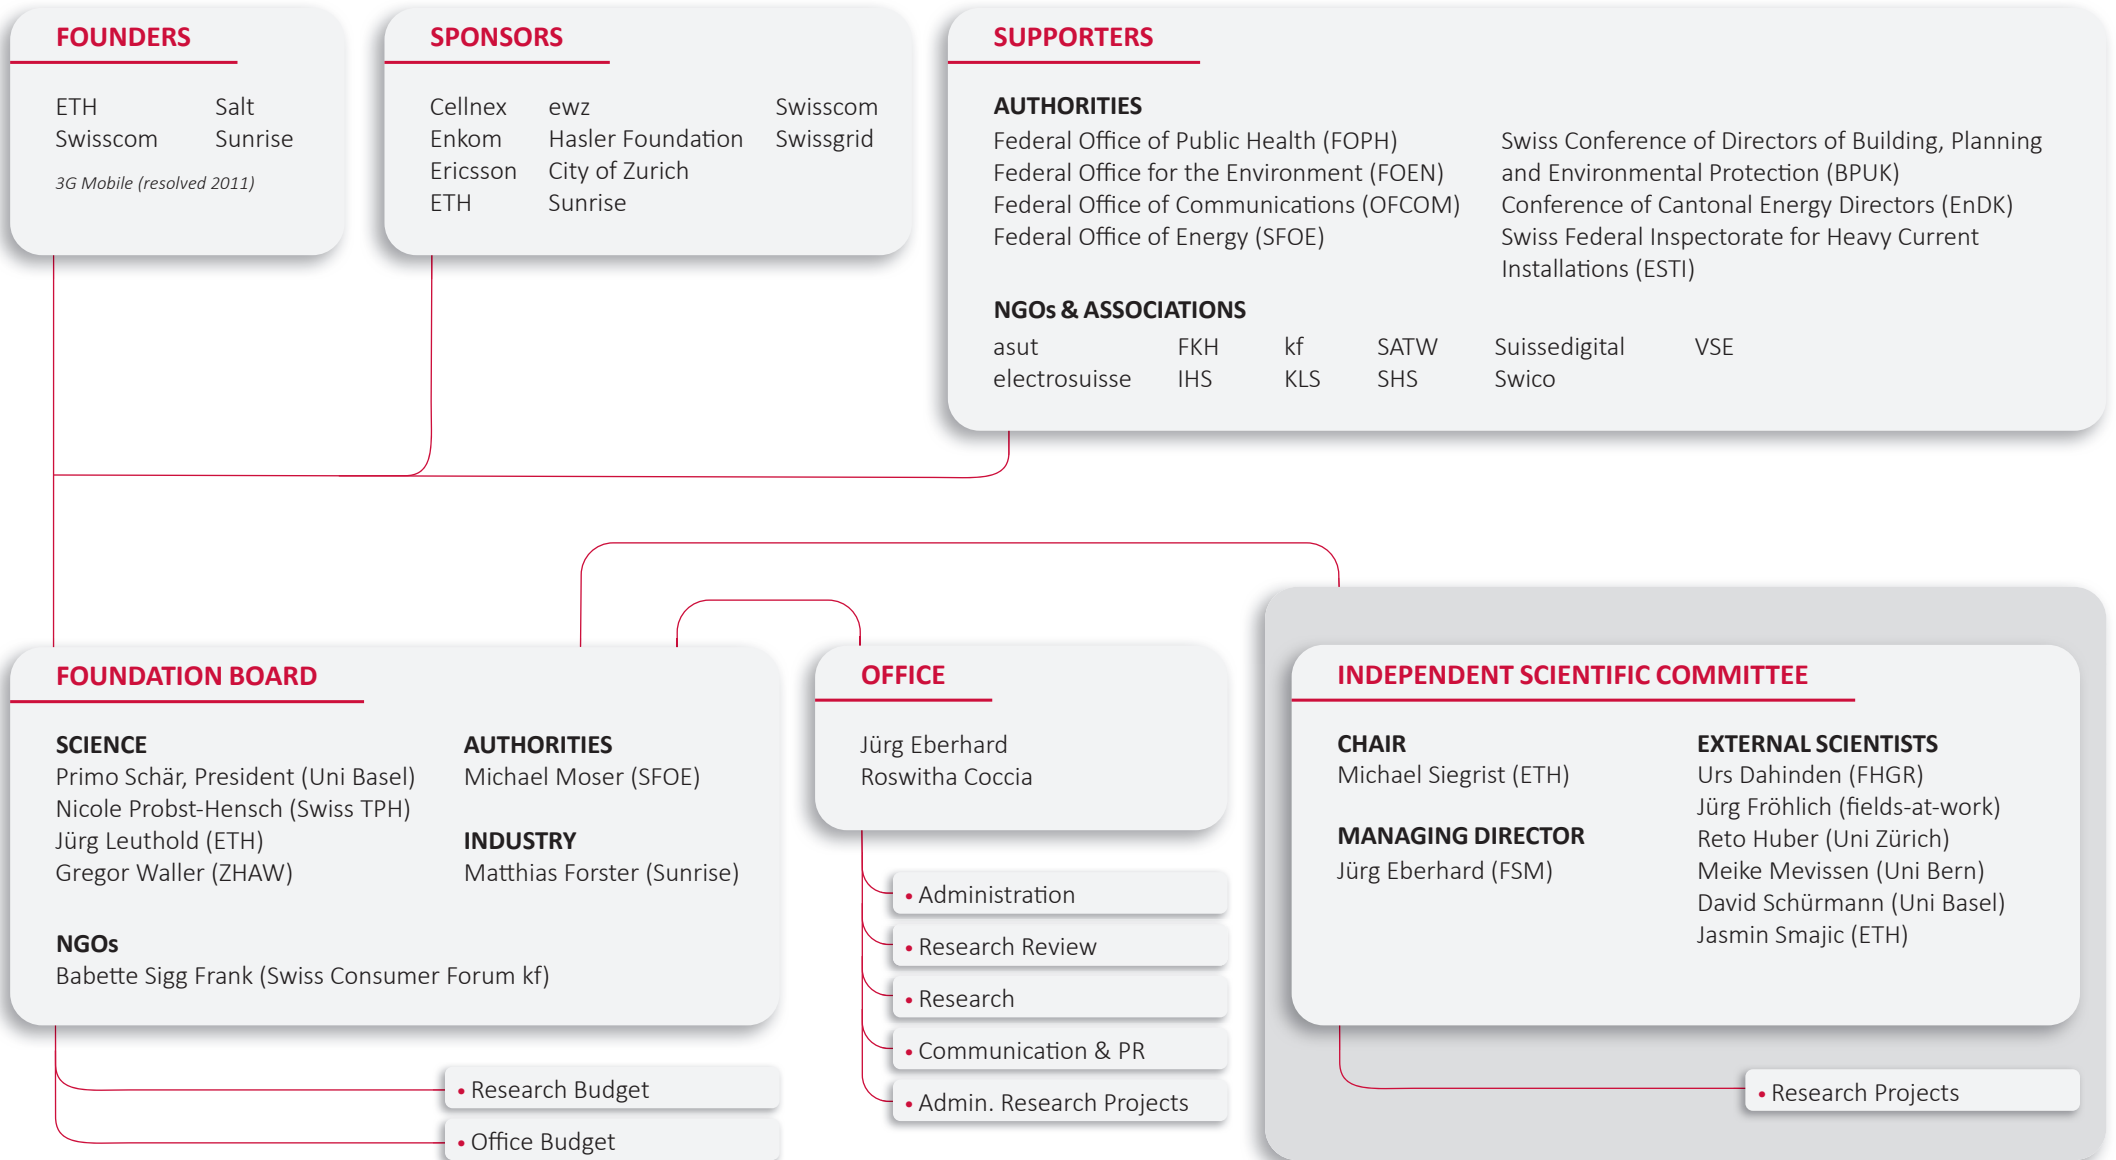 FOUNDERS
ETH
Swisscom
Salt
Sunrise
3G Mobile (resolved 2011)
SPONSORS
Cellnex
Enkom
Ericsson
ETH
ewz
Hasler Foundation
City of Zurich
Sunrise
Swisscom
Swissgrid
SUPPORTERS
AUTHORITIES
Federal Office of Public Health (FOPH)
Federal Office for the Environment (FOEN)
Federal Office of Communications (OFCOM)
Federal Office of Energy (SFOE)
Swiss Conference of Directors of Building, Planning
and Environmental Protection (BPUK)
Conference of Cantonal Energy Directors (EnDK)
Swiss Federal Inspectorate for Heavy Current
Installations (ESTI)
NGOs & ASSOCIATIONS
asut
electrosuisse
FKH
IHS
kf
KLS
SATW
SHS
Suissedigital
Swico
VSE
FOUNDATION BOARD
SCIENCE
Primo Schär, President (Uni Basel)
Nicole Probst-Hensch (Swiss TPH)
Jürg Leuthold (ETH)
Gregor Waller (ZHAW)
AUTHORITIES
Michael Moser (SFOE)
INDUSTRY
Matthias Forster (Sunrise)
NGOs
Babette Sigg Frank (Swiss Consumer Forum kf)
• Research Budget
• Office Budget
OFFICE
Jürg Eberhard
Roswitha Coccia
• Administration
• Research Review
• Research
• Communication & PR
• Admin. Research Projects
INDEPENDENT SCIENTIFIC COMMITTEE
CHAIR
Michael Siegrist (ETH)
MANAGING DIRECTOR
Jürg Eberhard (FSM)
EXTERNAL SCIENTISTS
Urs Dahinden (FHGR)
Jürg Fröhlich (fields-at-work)
Reto Huber (Uni Zürich)
Meike Mevissen (Uni Bern)
David Schürmann (Uni Basel)
Jasmin Smajic (ETH)
• Research Projects